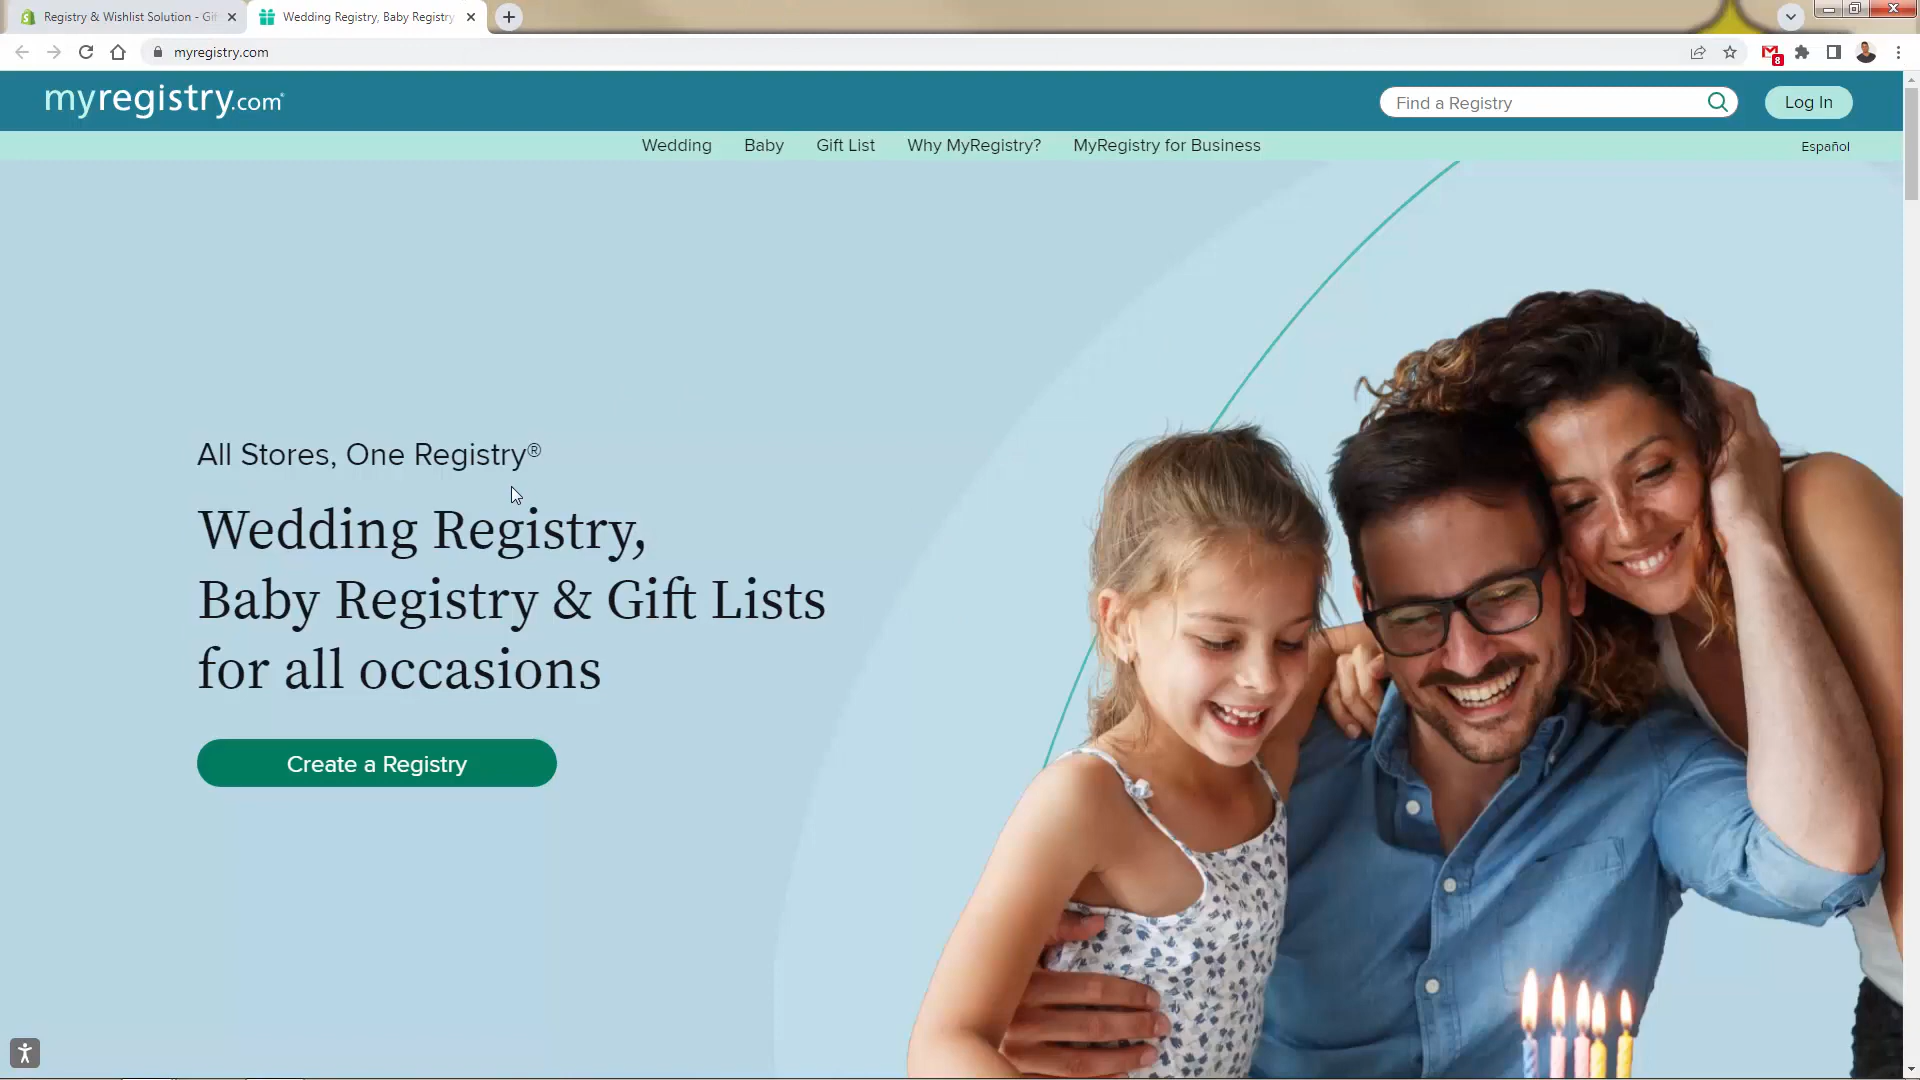 Registry & Wishlist Solution - Gif
Wedding Registry, Baby Registry
myregistry.com
8
myregistry.com
Find a Registry
Log In
Wedding
Baby
Gift List
Why MyRegistry?
MyRegistry for Business
Español
All Stores, One Registry®
Wedding Registry,
Baby Registry & Gift Lists
for all occasions
Create a Registry